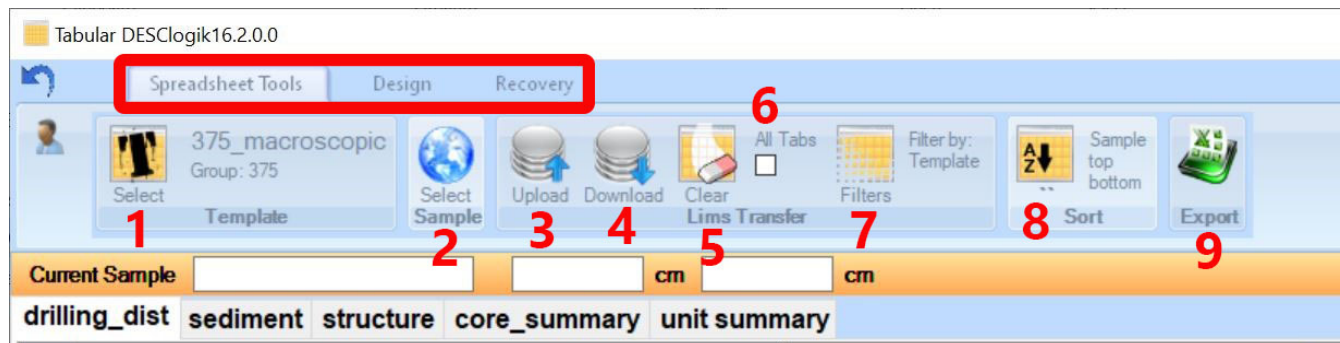 Tabular DESClogik16.2.0.0
Spreadsheet Tools Design Recovery
6
375_macroscopic All Tabs Filter by: Sample
Group: 375 Template top
bottom
Select Select Upload Download Clear Filters
Template Sample Lims Transfer Sort Export
1 2 3 4 5 7 8 9
Current Sample cm cm
drilling_dist sediment structure core_summary unit summary